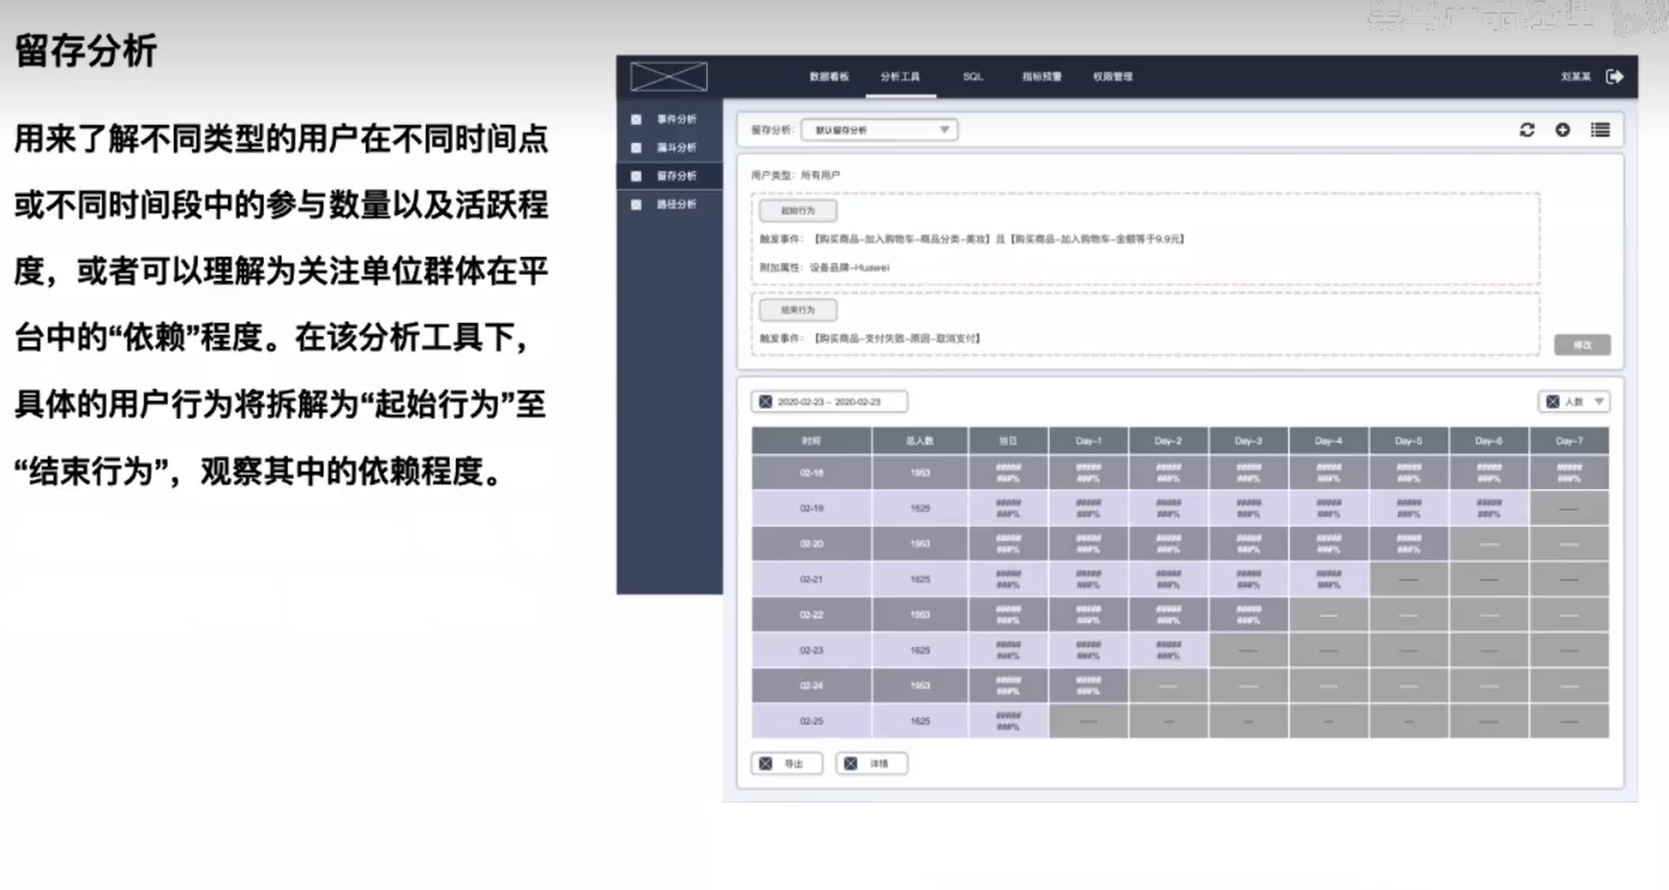 留存分析
用来了解不同类型的用户在不同时间点
或不同时间段中的参与数量以及活跃程
度，或者可以理解为关注单位群体在平
台中的“依赖”程度。在该分析工具下，
具体的用户行为将拆解为“起始行为”至
“结束行为”，观察其中的依赖程度。
数据看板 分析工具 SQL 指标预警 权限管理 刘某某
事件分析
漏斗分析
留存分析
路径分析
留存分析： 默认留存分析
用户类型：所有用户
起始行为
触发事件：【购买商品-加入购物车-商品分类-美妆】且【购买商品-加入购物车-金额等于9.9元】
附加属性：设备品牌-Huawei
结束行为
触发事件：【购买商品-支付失败-原因-取消支付】
修改
2020-02-23 - 2020-02-23 人数
时间 总人数 当日 Day-1 Day-2 Day-3 Day-4 Day-5 Day-6 Day-7
02-18 1953 ##### ##### ##### ##### ##### ##### ##### #####
###% ###% ###% ###% ###% ###% ###% ###%
02-19 1625 ##### ##### ##### ##### ##### ##### ##### —
###% ###% ###% ###% ###% ###% ###%
02-20 1953 ##### ##### ##### ##### ##### ##### — —
###% ###% ###% ###% ###% ###%
02-21 1625 ##### ##### ##### ##### ##### — — —
###% ###% ###% ###% ###%
02-22 1953 ##### ##### ##### ##### — — — —
###% ###% ###% ###%
02-23 1625 ##### ##### ##### — — — — —
###% ###% ###%
02-24 1953 ##### ##### — — — — — —
###% ###%
02-25 1625 ##### — — — — — — —
###%
导出 详情